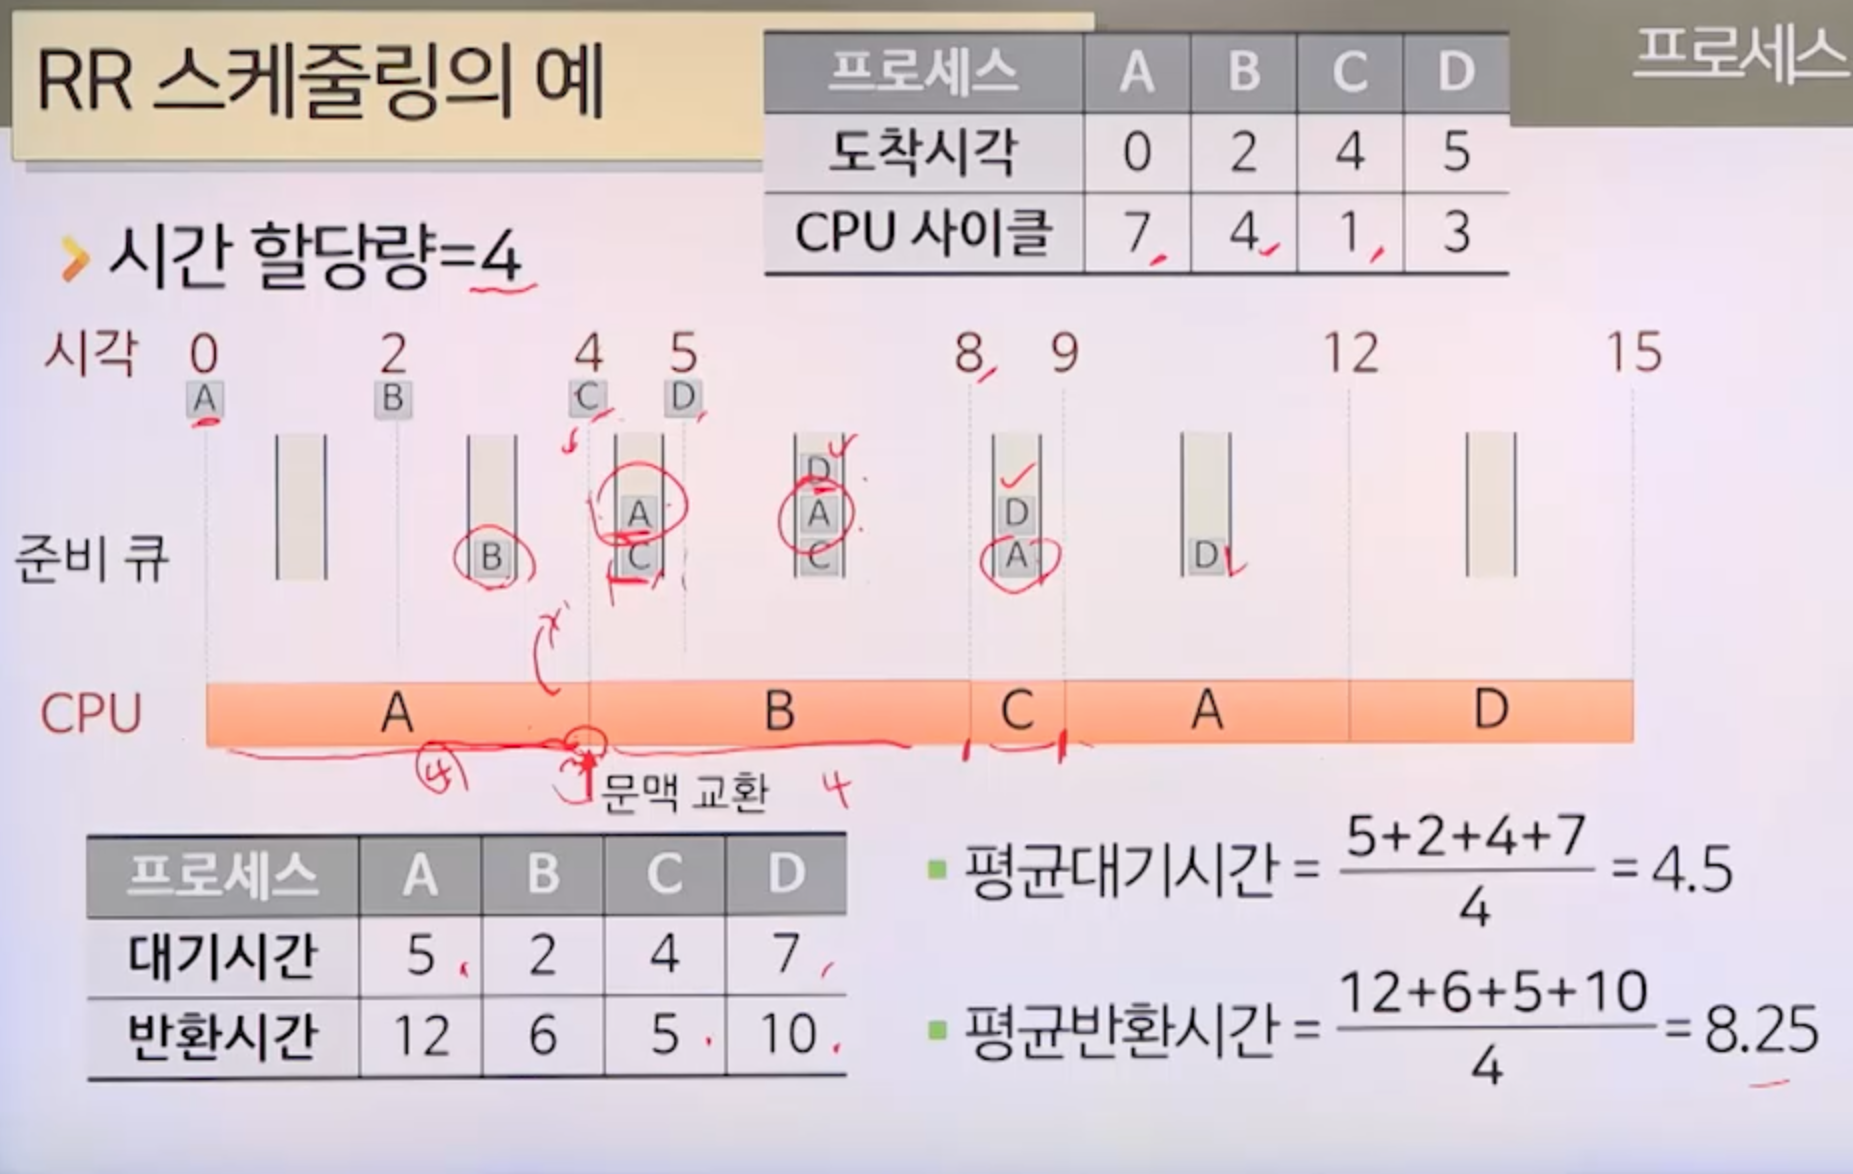 RR 스케줄링의 예
프로세스
프로세스 A B C D
도착시각 0 2 4 5
CPU 사이클 7 4 1 3
시간 할당량=4
시각 0 2 4 5 8 9 12 15
A B C D
D
A A D
준비 큐 B C C A D
CPU A B C A D
4
문맥 교환 4
프로세스 A B C D
대기시간 5 2 4 7
반환시간 12 6 5 10
평균대기시간 = 5+2+4+7 / 4 = 4.5
평균반환시간 = 12+6+5+10 / 4 = 8.25